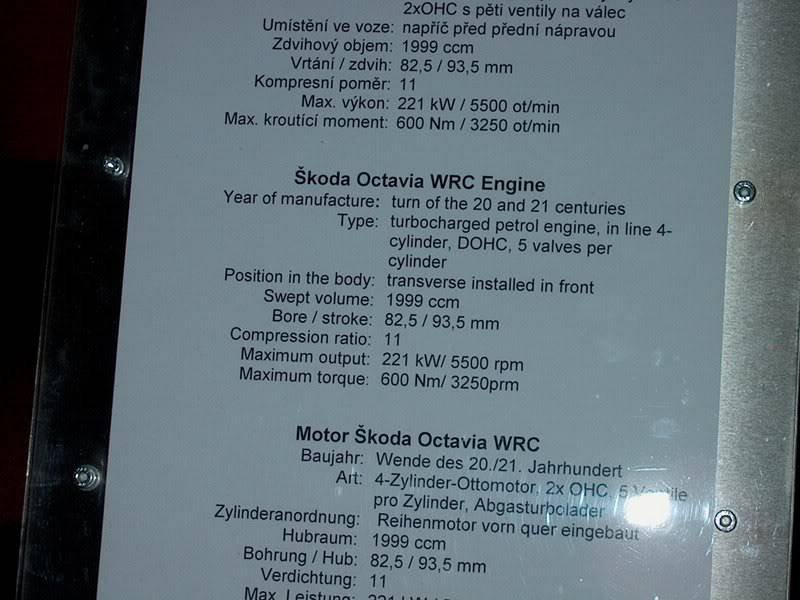 2xOHC s pěti ventily na válec
Umístění ve voze: napříč před přední nápravou
Zdvihový objem: 1999 ccm
Vrtání / zdvih: 82,5 / 93,5 mm
Kompresní poměr: 11
Max. výkon: 221 kW / 5500 ot/min
Max. kroutící moment: 600 Nm / 3250 ot/min
Škoda Octavia WRC Engine
Year of manufacture: turn of the 20 and 21 centuries
Type: turbocharged petrol engine, in line 4-
cylinder, DOHC, 5 valves per
cylinder
Position in the body: transverse installed in front
Swept volume: 1999 ccm
Bore / stroke: 82,5 / 93,5 mm
Compression ratio: 11
Maximum output: 221 kW/ 5500 rpm
Maximum torque: 600 Nm/ 3250prm
Motor Škoda Octavia WRC
Baujahr: Wende des 20./21. Jahrhundert
Art: 4-Zylinder-Ottomotor, 2x OHC, 5 Ventile
pro Zylinder, Abgasturbolader
Zylinderanordnung: Reihenmotor vorn quer eingebaut
Hubraum: 1999 ccm
Bohrung / Hub: 82,5 / 93,5 mm
Verdichtung: 11
Max. Leistung: 221 kW